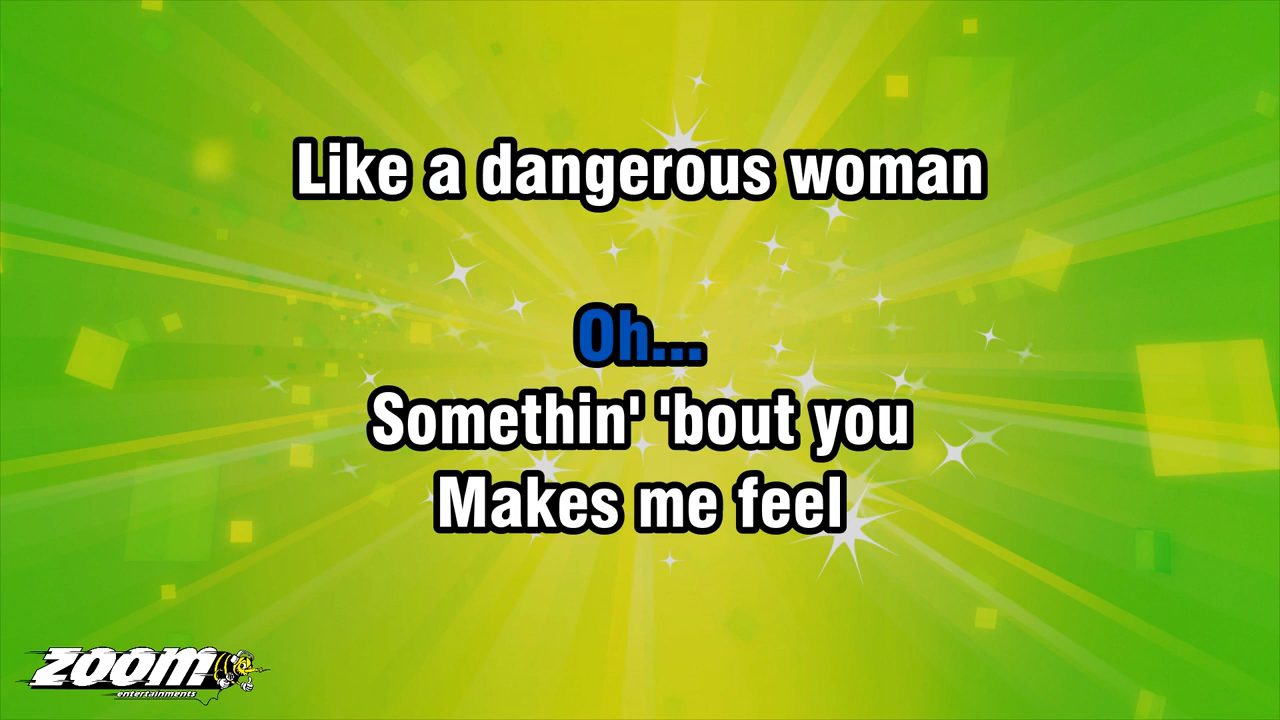 Like a dangerous woman
Oh...
Somethin' 'bout you
Makes me feel
zoom
entertainments